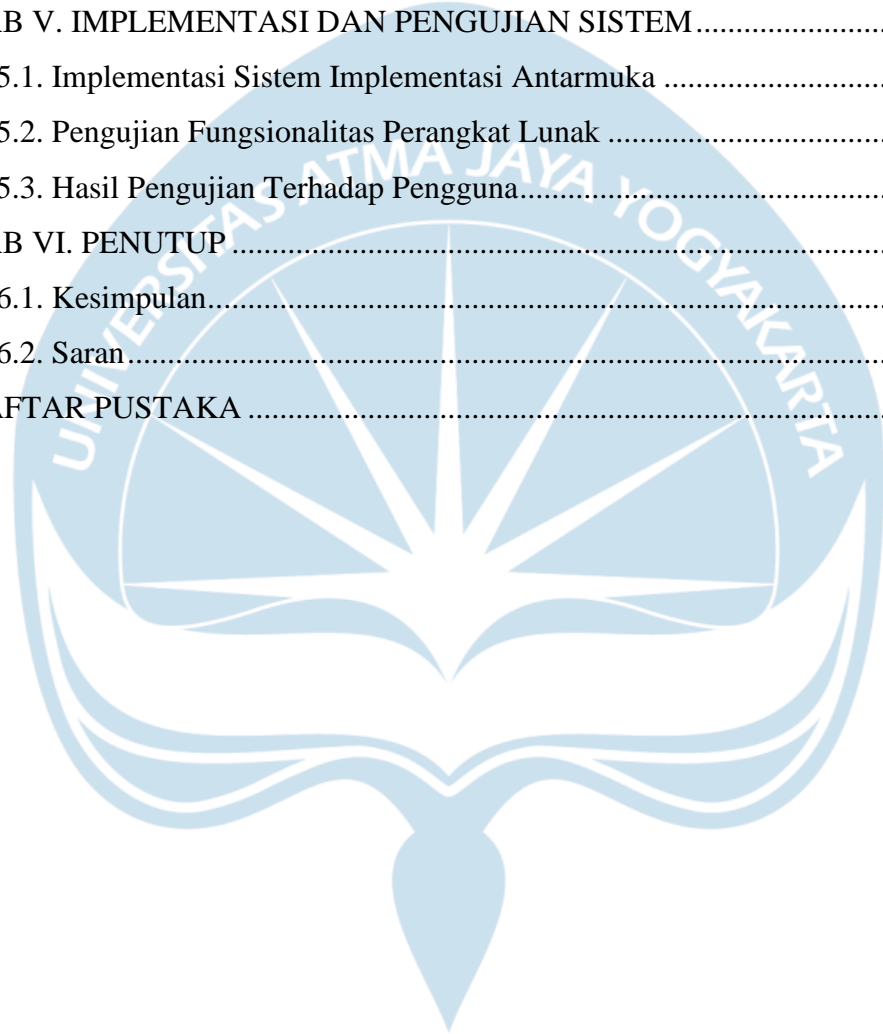 AB V. IMPLEMENTASI DAN PENGUJIAN SISTEM........................
5.1. Implementasi Sistem Implementasi Antarmuka ............................
5.2. Pengujian Fungsionalitas Perangkat Lunak ...................................
5.3. Hasil Pengujian Terhadap Pengguna..............................................
AB VI. PENUTUP ..................................................................................
6.1. Kesimpulan.....................................................................................
6.2. Saran...............................................................................................
AFTAR PUSTAKA ................................................................................
UNIVERSITAS ATMA JAYA YOGYAKARTA